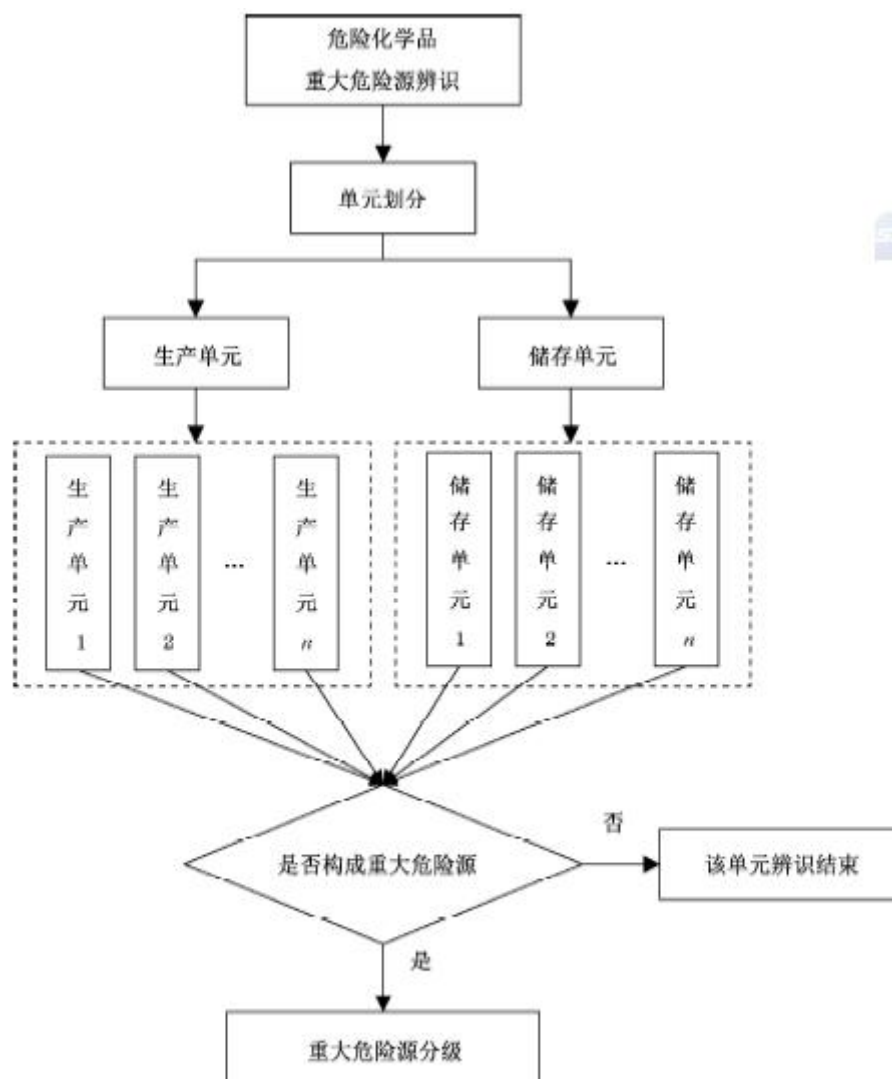 危险化学品
重大危险源辨识
单元划分
生产单元
储存单元
生产单元1
生产单元2
…
生产单元n
储存单元1
储存单元2
…
储存单元n
是否构成重大危险源
否
该单元辨识结束
是
重大危险源分级